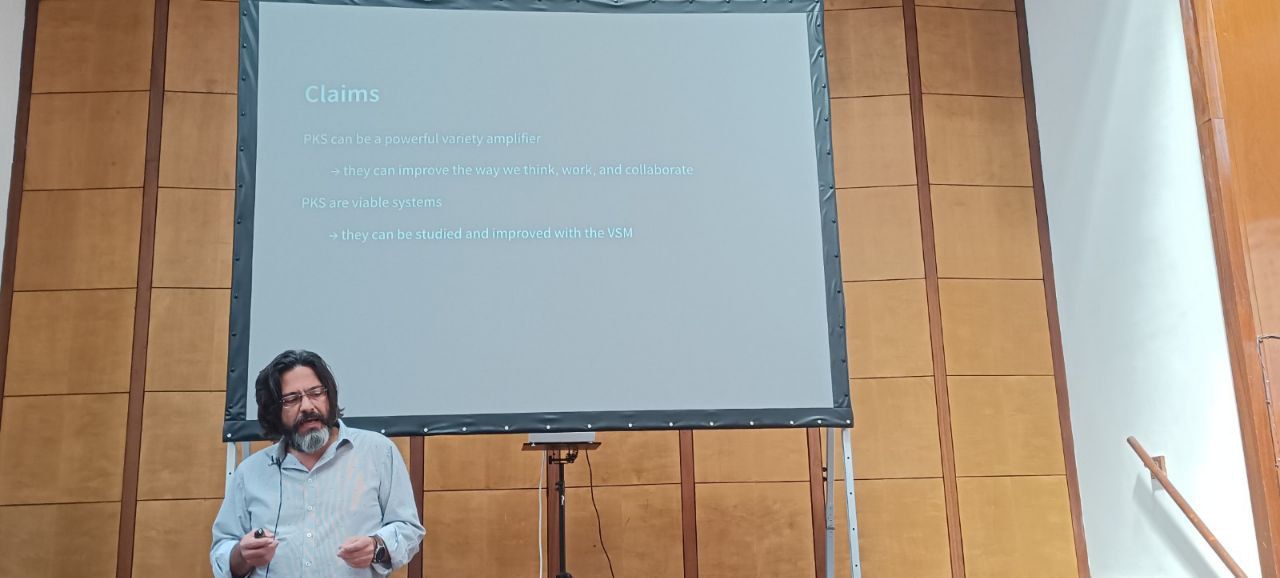 Claims
PKS can be a powerful variety amplifier
→ they can improve the way we think, work, and collaborate
PKS are viable systems
→ they can be studied and improved with the VSM